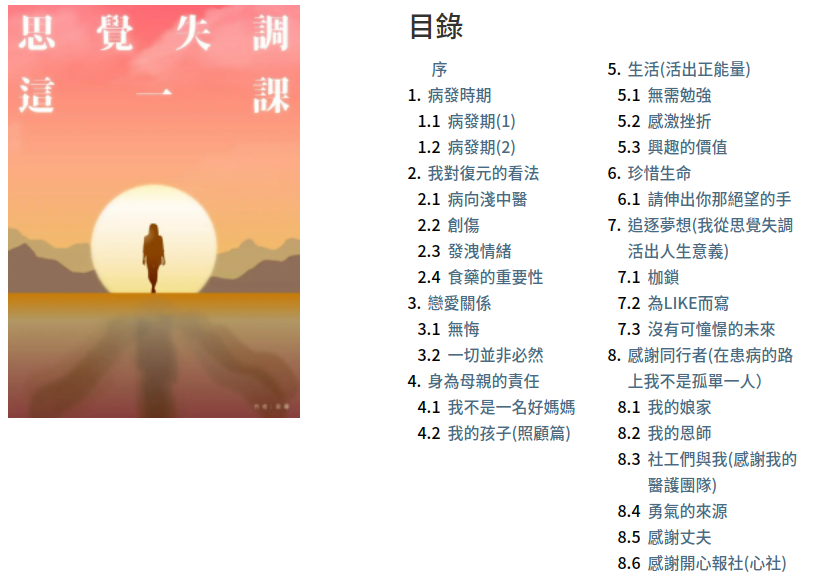 思覺失調
這一課
目錄
序
1. 病發時期
1.1 病發期(1)
1.2 病發期(2)
2. 我對復元的看法
2.1 病向淺中醫
2.2 創傷
2.3 發洩情緒
2.4 食藥的重要性
3. 戀愛關係
3.1 無悔
3.2 一切並非必然
4. 身為母親的責任
4.1 我不是一名好媽媽
4.2 我的孩子(照顧篇)
5. 生活(活出正能量)
5.1 無需勉強
5.2 感激挫折
5.3 興趣的價值
6. 珍惜生命
6.1 請伸出你那絕望的手
7. 追逐夢想(我從思覺失調
活出人生意義)
7.1 枷鎖
7.2 為LIKE而寫
7.3 沒有可憧憬的未來
8. 感謝同行者(在患病的路
上我不是孤單一人）
8.1 我的娘家
8.2 我的恩師
8.3 社工們與我(感謝我的
醫護團隊)
8.4 勇氣的來源
8.5 感謝丈夫
8.6 感謝開心報社(心社)